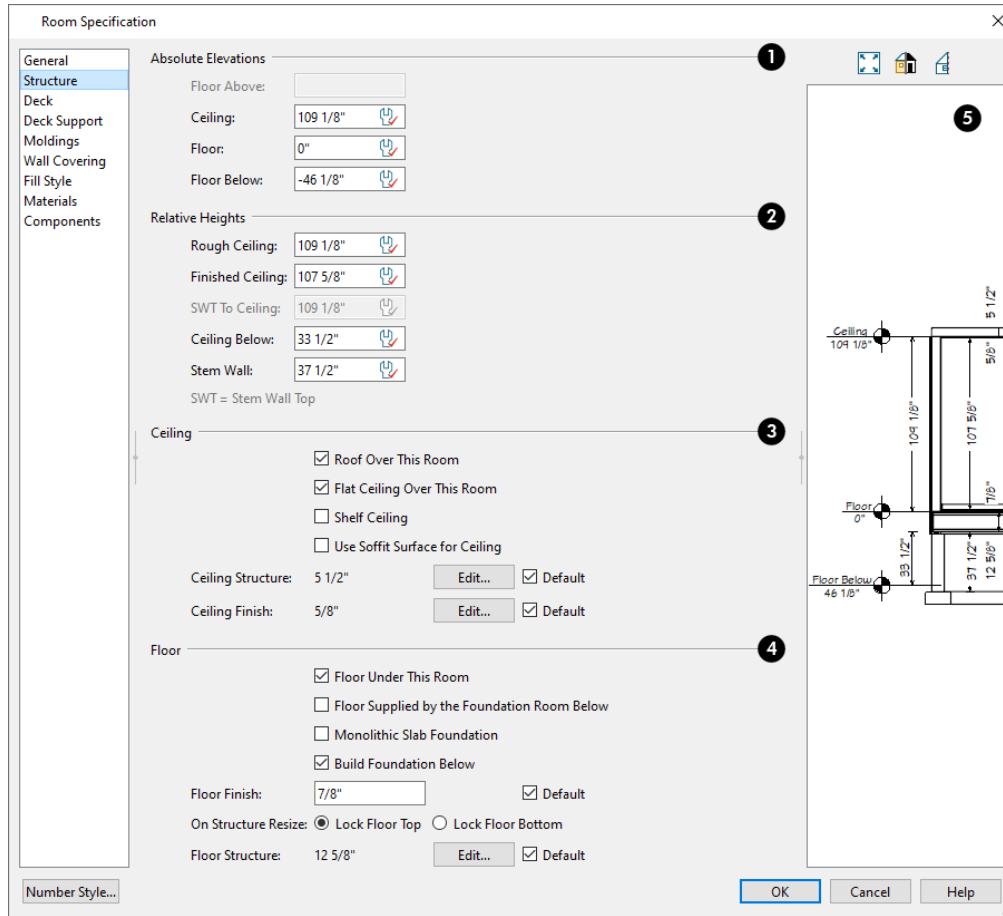 Room Specification
General
Structure
Deck
Deck Support
Moldings
Wall Covering
Fill Style
Materials
Components
Absolute Elevations 1
Floor Above:
Ceiling: 109 1/8"
Floor: 0"
Floor Below: -46 1/8"
Relative Heights 2
Rough Ceiling: 109 1/8"
Finished Ceiling: 107 5/8"
SWT To Ceiling: 109 1/8"
Ceiling Below: 33 1/2"
Stem Wall: 37 1/2"
SWT = Stem Wall Top
Ceiling 3
Roof Over This Room
Flat Ceiling Over This Room
Shelf Ceiling
Use Soffit Surface for Ceiling
Ceiling Structure: 5 1/2" Edit... Default
Ceiling Finish: 5/8" Edit... Default
Floor 4
Floor Under This Room
Floor Supplied by the Foundation Room Below
Monolithic Slab Foundation
Build Foundation Below
Floor Finish: 7/8" Default
On Structure Resize: Lock Floor Top Lock Floor Bottom
Floor Structure: 12 5/8" Edit... Default
5
5 1/2"
Ceiling
109 1/8"
5/8"
109 1/8"
107 5/8"
7/8"
Floor
0"
33 1/2"
37 1/2"
12 5/8"
Floor Below
46 1/8"
Number Style...
OK
Cancel
Help